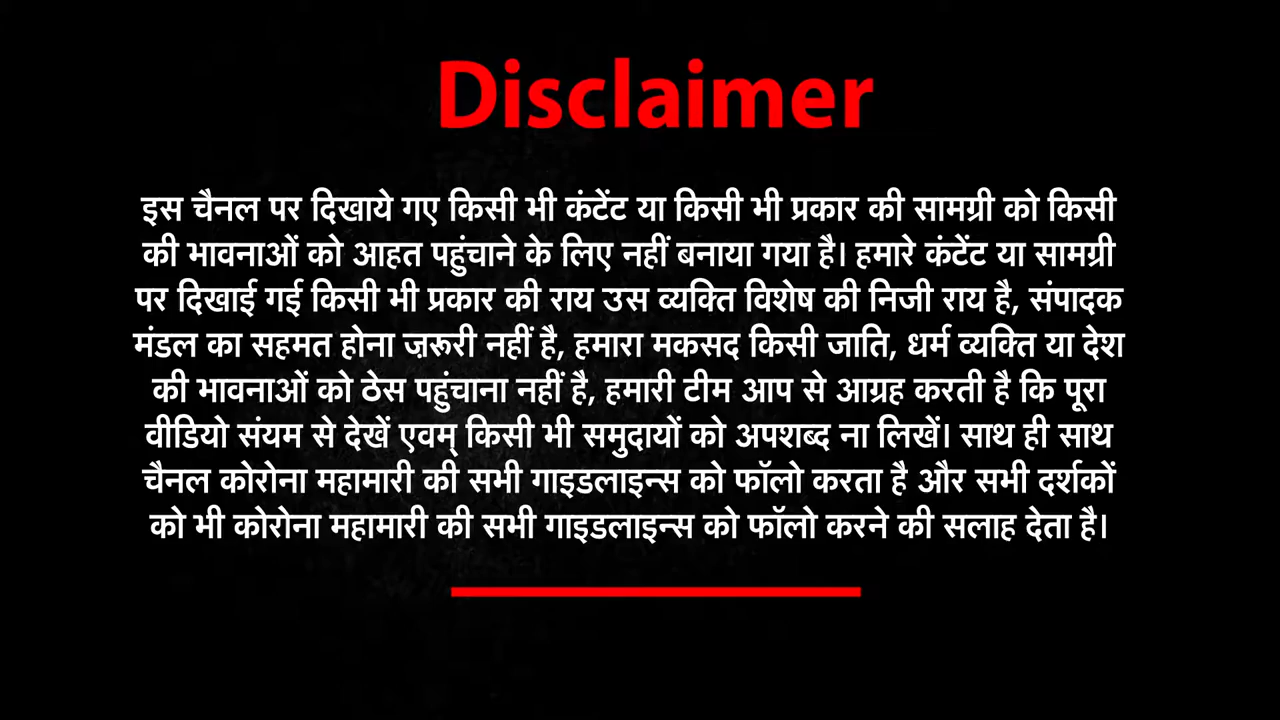 Disclaimer
इस चैनल पर दिखाये गए किसी भी कंटेंट या किसी भी प्रकार की सामग्री को किसी
की भावनाओं को आहत पहुंचाने के लिए नहीं बनाया गया है। हमारे कंटेंट या सामग्री
पर दिखाई गई किसी भी प्रकार की राय उस व्यक्ति विशेष की निजी राय है, संपादक
मंडल का सहमत होना ज़रूरी नहीं है, हमारा मकसद किसी जाति, धर्म व्यक्ति या देश
की भावनाओं को ठेस पहुंचाना नहीं है, हमारी टीम आप से आग्रह करती है कि पूरा
वीडियो संयम से देखें एवम् किसी भी समुदायों को अपशब्द ना लिखें। साथ ही साथ
चैनल कोरोना महामारी की सभी गाइडलाइन्स को फॉलो करता है और सभी दर्शकों
को भी कोरोना महामारी की सभी गाइडलाइन्स को फॉलो करने की सलाह देता है।